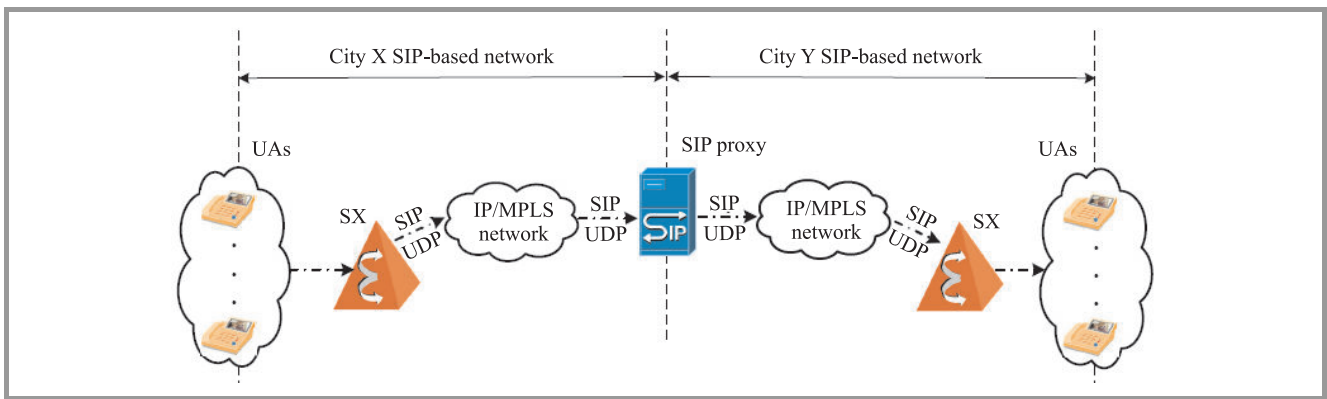 City X SIP-based network
City Y SIP-based network
UAs
SIP proxy
UAs
SX
SIP
UDP
IP/MPLS
network
SIP
UDP
SIP
SIP
UDP
IP/MPLS
network
SIP
UDP
SX